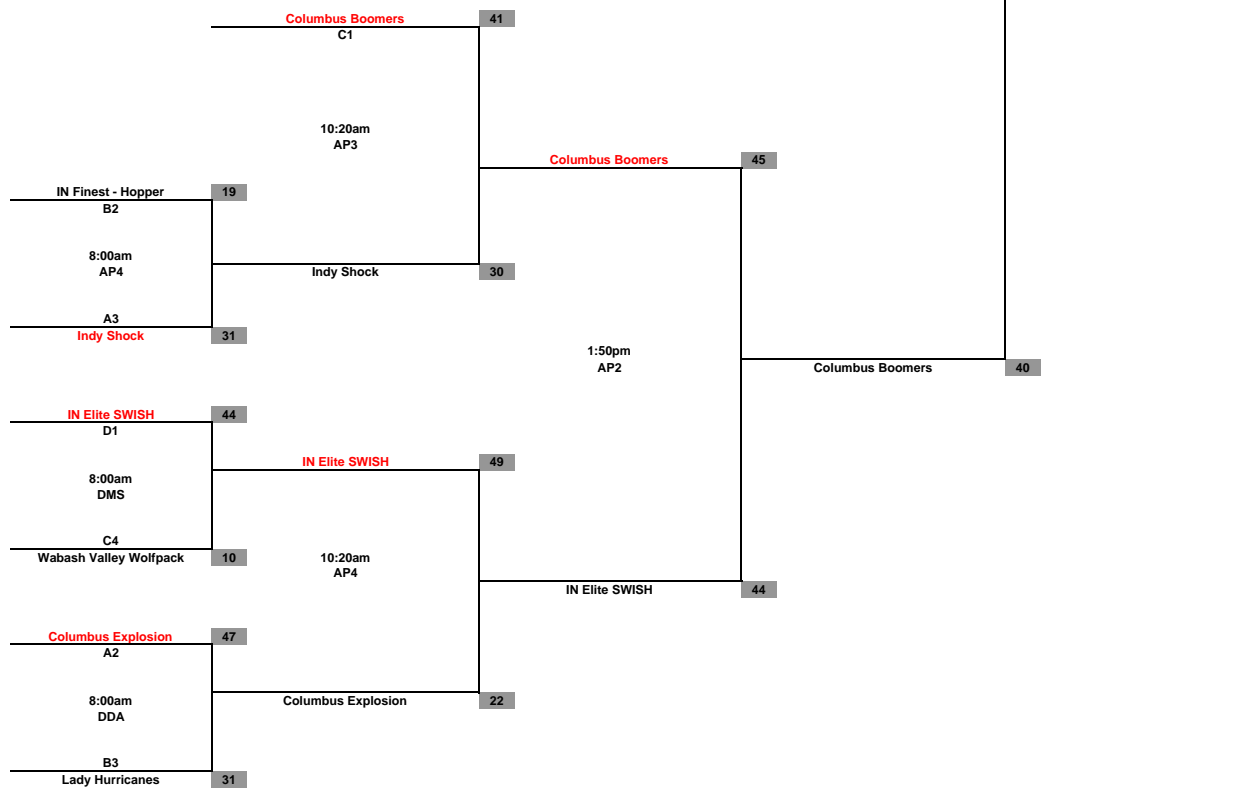 Columbus Boomers 41
C1
10:20am
AP3
Columbus Boomers 45
IN Finest - Hopper 19
B2
8:00am
AP4
Indy Shock 30
A3
Indy Shock 31
1:50pm
AP2
Columbus Boomers 40
IN Elite SWISH 44
D1
IN Elite SWISH 49
8:00am
DMS
C4
Wabash Valley Wolfpack 10
10:20am
AP4
IN Elite SWISH 44
Columbus Explosion 47
A2
8:00am
DDA
Columbus Explosion 22
B3
Lady Hurricanes 31